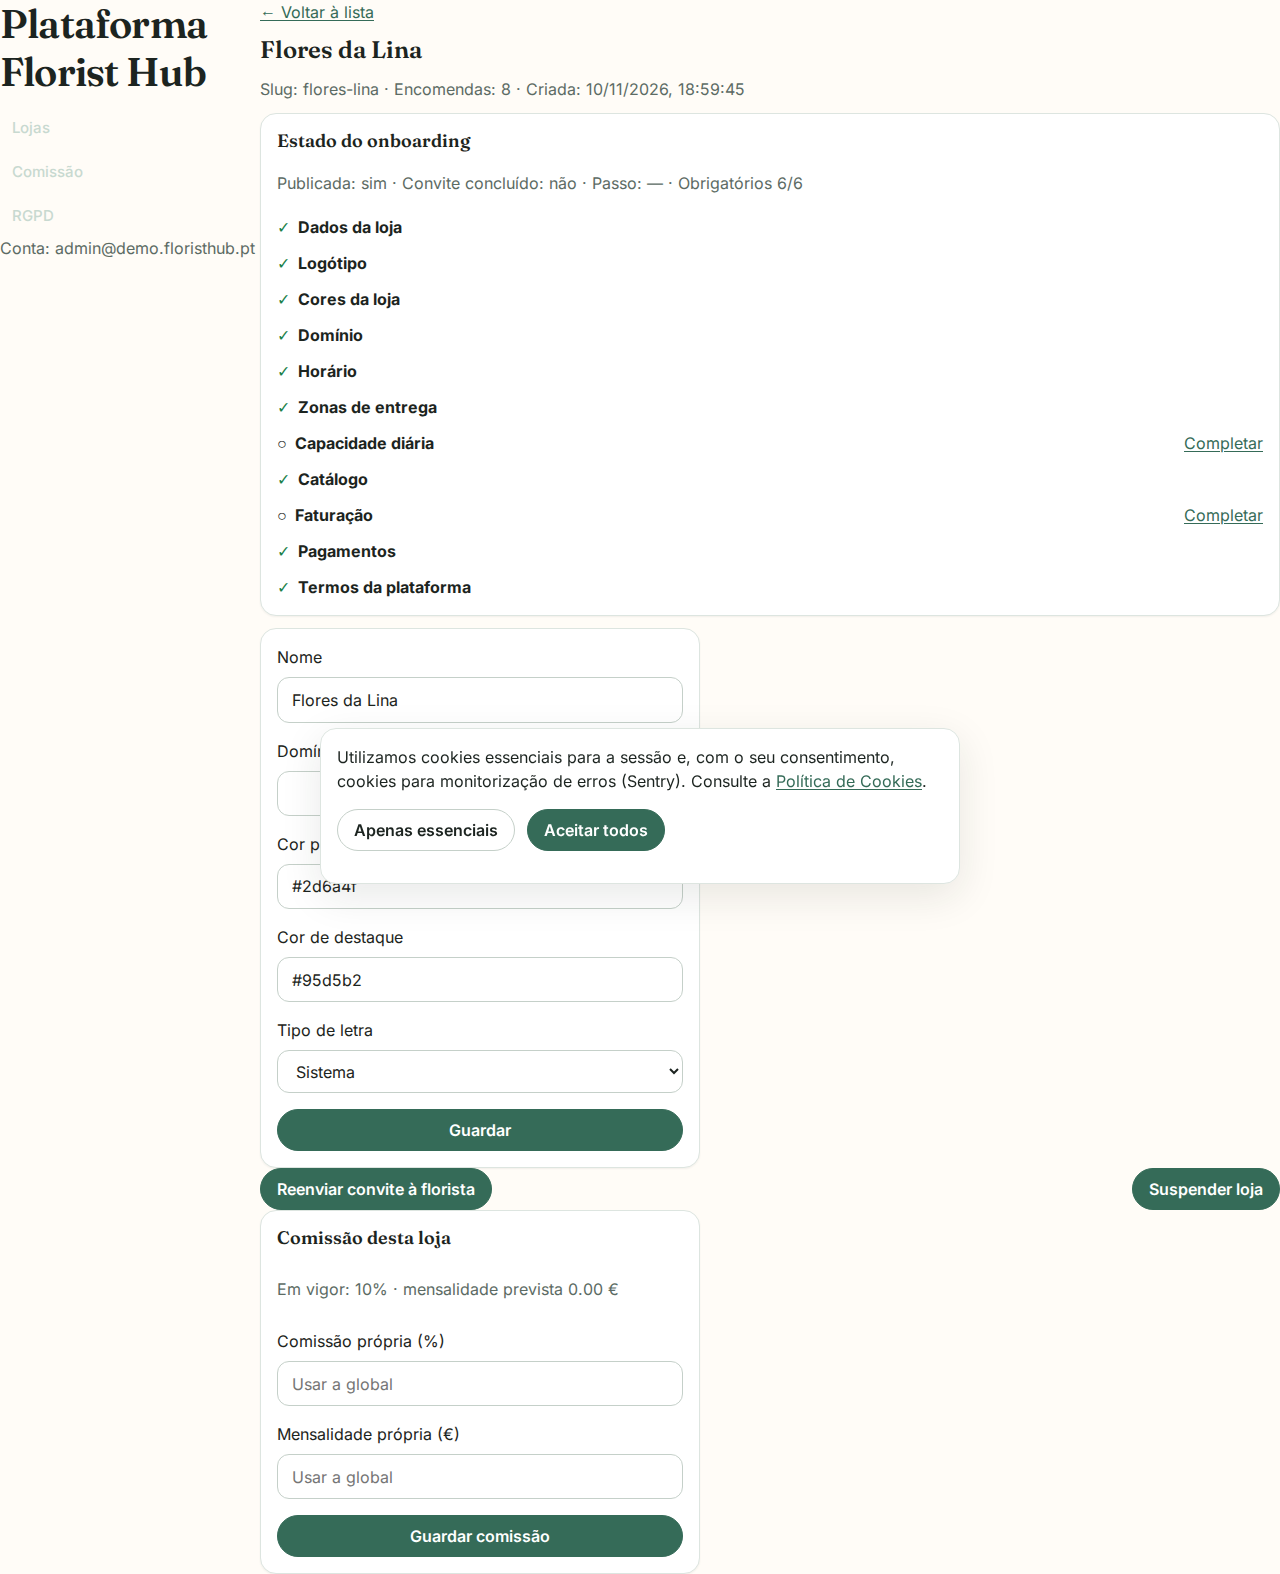 Plataforma
Florist Hub
Lojas
Comissão
RGPD
Conta: admin@demo.floristhub.pt
← Voltar à lista
Flores da Lina
Slug: flores-lina · Encomendas: 8 · Criada: 10/11/2026, 18:59:45
Estado do onboarding
Publicada: sim · Convite concluído: não · Passo: — · Obrigatórios 6/6
✓ Dados da loja
✓ Logótipo
✓ Cores da loja
✓ Domínio
✓ Horário
✓ Zonas de entrega
○ Capacidade diária Completar
✓ Catálogo
○ Faturação Completar
✓ Pagamentos
✓ Termos da plataforma
Nome
Flores da Lina
Utilizamos cookies essenciais para a sessão e, com o seu consentimento,
cookies para monitorização de erros (Sentry). Consulte a Política de Cookies.
Apenas essenciais Aceitar todos
Cor
#2d6a4f
Cor de destaque
#95d5b2
Tipo de letra
Sistema
Guardar
Reenviar convite à florista Suspender loja
Comissão desta loja
Em vigor: 10% · mensalidade prevista 0.00 €
Comissão própria (%)
Usar a global
Mensalidade própria (€)
Usar a global
Guardar comissão